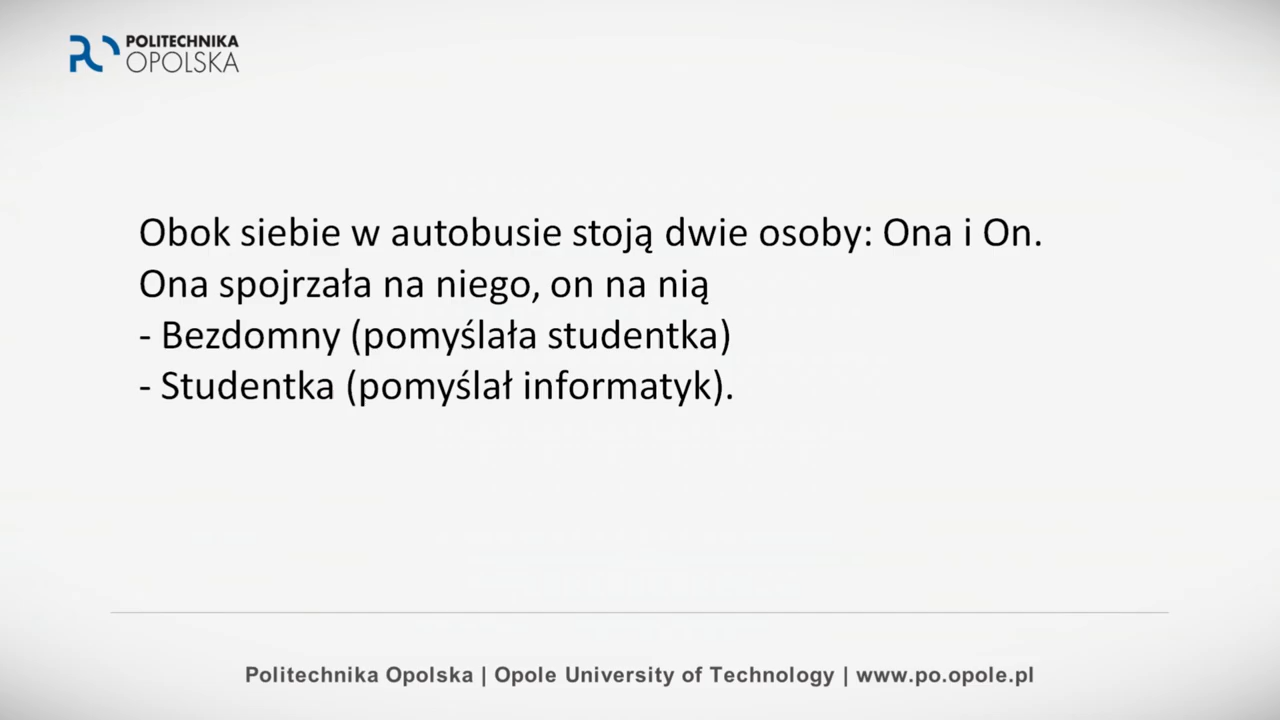 POLITECHNIKA
OPOLSKA
Obok siebie w autobusie stoją dwie osoby: Ona i On.
Ona spojrzała na niego, on na nią
- Bezdomny (pomyślała studentka)
- Studentka (pomyślał informatyk).
Politechnika Opolska | Opole University of Technology | www.po.opole.pl